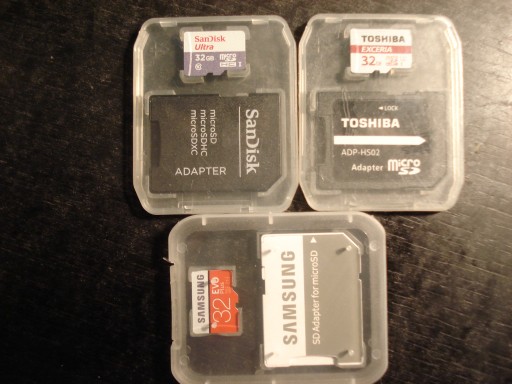 SanDisk
Ultra
32GB
SanDisk
microSD
microSDHC
microSDXC
ADAPTER
TOSHIBA
EXCERIA
32
LOCK
TOSHIBA
ADP-HS02
Adapter micro SD
SAMSUNG
32
EVO
SAMSUNG
SD Adapter for microSD